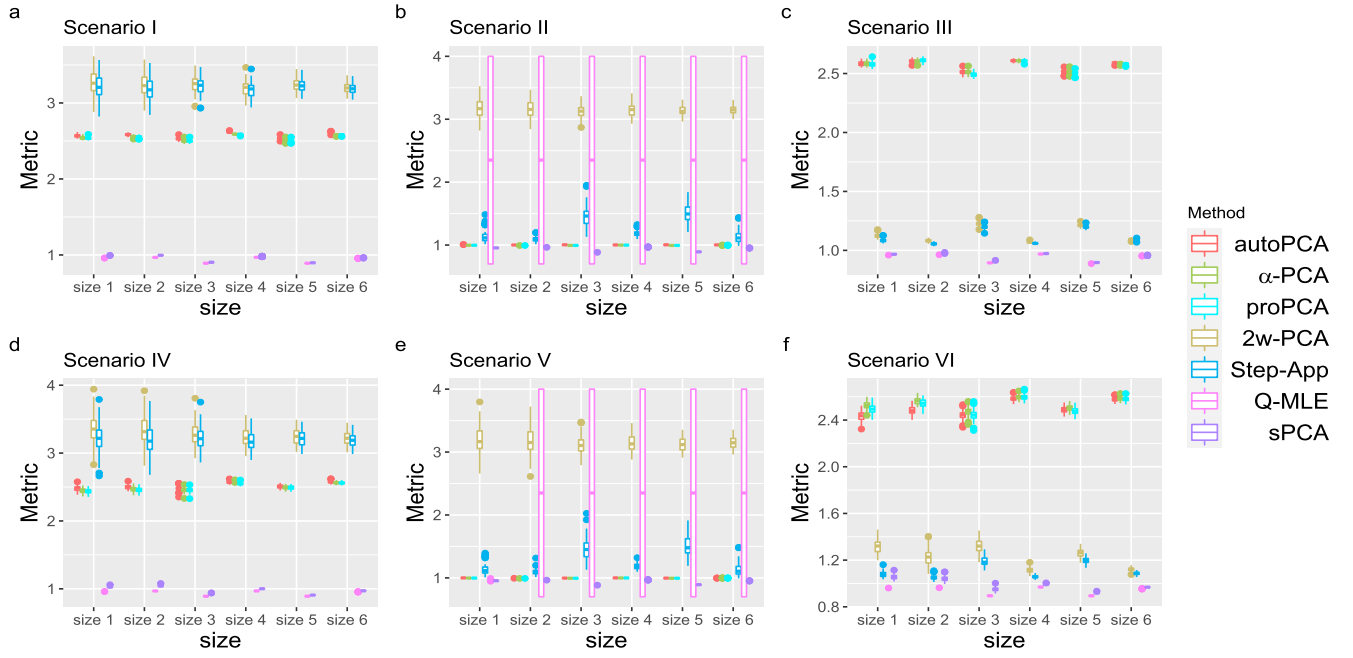 a
Scenario I
Metric
3
2
1
size 1 size 2 size 3 size 4 size 5 size 6
size
b
Scenario II
Metric
4
3
2
1
size 1 size 2 size 3 size 4 size 5 size 6
size
c
Scenario III
Metric
2.5
2.0
1.5
1.0
size 1 size 2 size 3 size 4 size 5 size 6
size
d
Scenario IV
Metric
4
3
2
1
size 1 size 2 size 3 size 4 size 5 size 6
size
e
Scenario V
Metric
4
3
2
1
size 1 size 2 size 3 size 4 size 5 size 6
size
f
Scenario VI
Metric
2.4
2.0
1.6
1.2
0.8
size 1 size 2 size 3 size 4 size 5 size 6
size
Method
autoPCA
α-PCA
proPCA
2w-PCA
Step-App
Q-MLE
sPCA